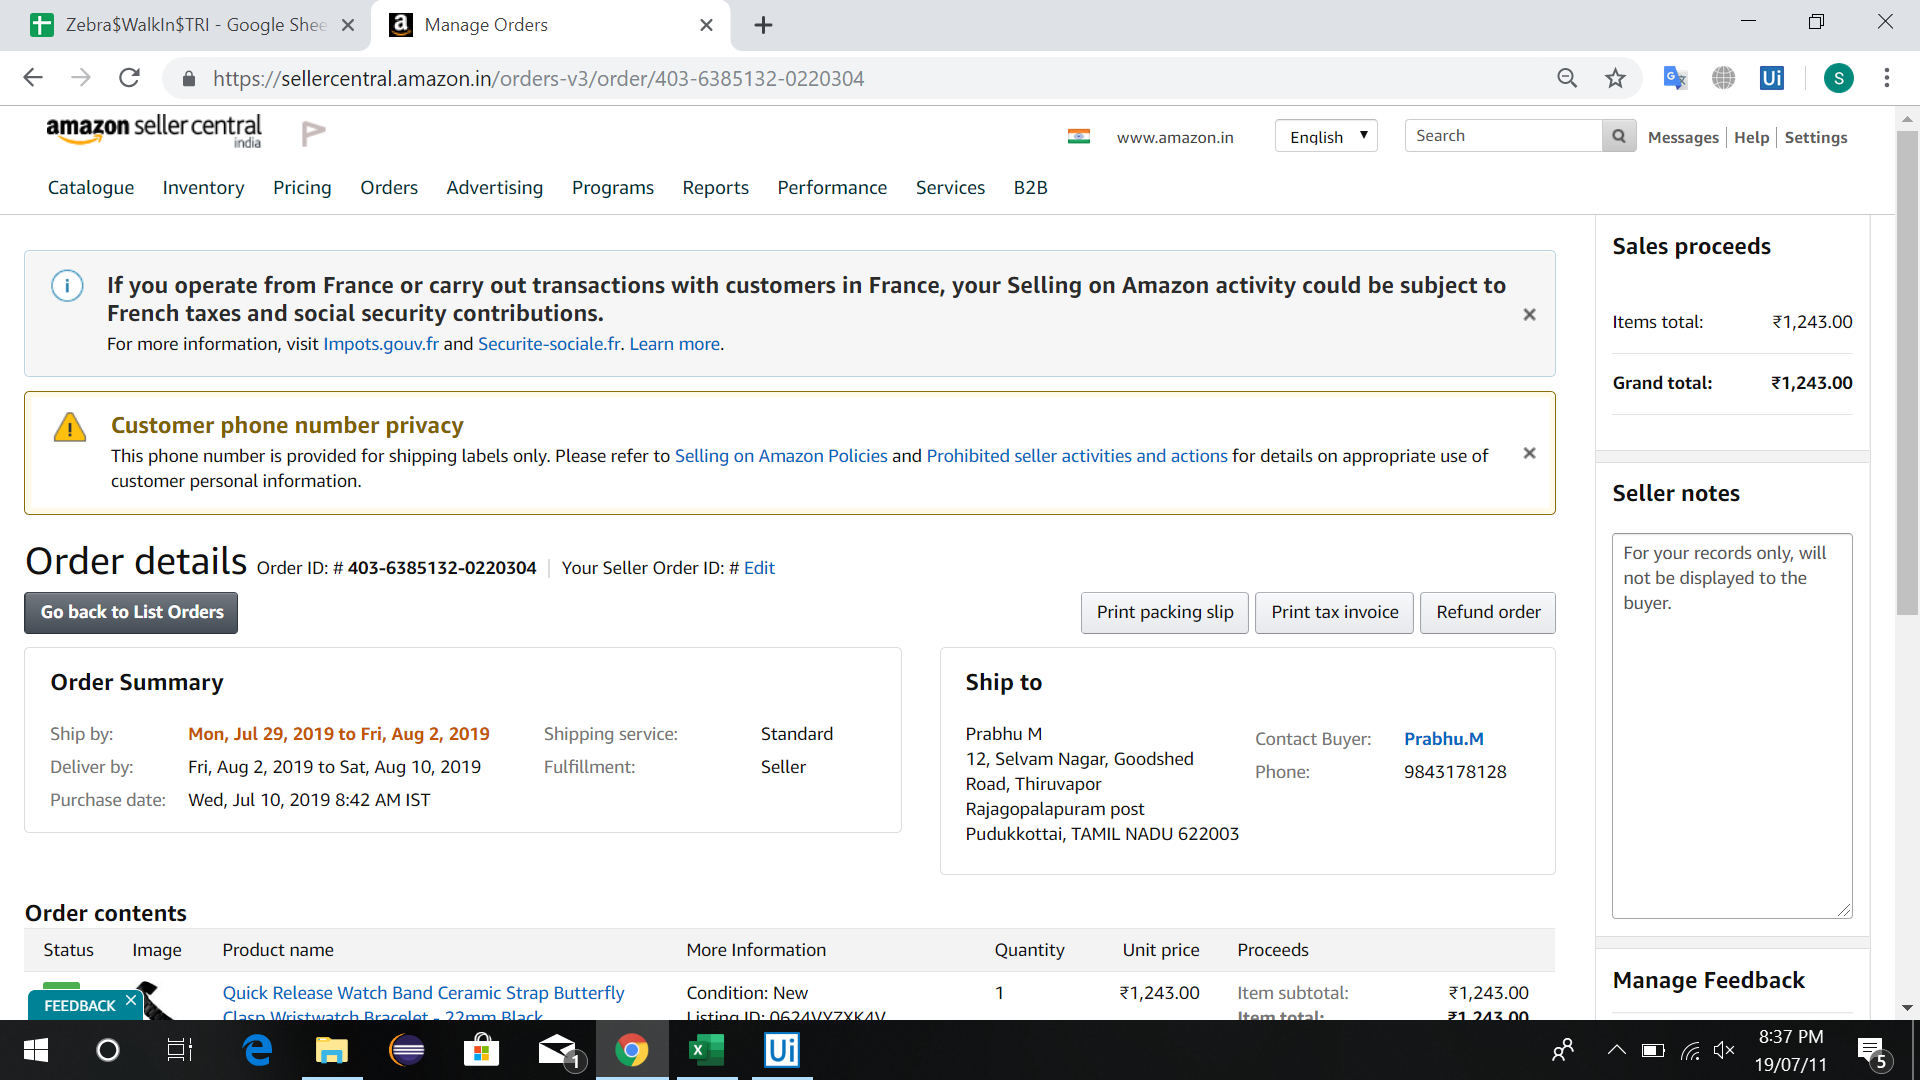 Zebra$WalkIn$TRI - Google Shee
Manage Orders
https://sellercentral.amazon.in/orders-v3/order/403-6385132-0220304
Ui
S
amazon seller central
india
www.amazon.in
English
Search
Messages
Help
Settings
Catalogue
Inventory
Pricing
Orders
Advertising
Programs
Reports
Performance
Services
B2B
If you operate from France or carry out transactions with customers in France, your Selling on Amazon activity could be subject to
French taxes and social security contributions.
For more information, visit Impots.gouv.fr and Securite-sociale.fr. Learn more.
Customer phone number privacy
This phone number is provided for shipping labels only. Please refer to Selling on Amazon Policies and Prohibited seller activities and actions for details on appropriate use of
customer personal information.
Order details Order ID: # 403-6385132-0220304 Your Seller Order ID: # Edit
Go back to List Orders
Print packing slip
Print tax invoice
Refund order
Order Summary
Ship by: Mon, Jul 29, 2019 to Fri, Aug 2, 2019
Deliver by: Fri, Aug 2, 2019 to Sat, Aug 10, 2019
Purchase date: Wed, Jul 10, 2019 8:42 AM IST
Shipping service: Standard
Fulfillment: Seller
Ship to
Prabhu M
12, Selvam Nagar, Goodshed
Road, Thiruvapor
Rajagopalapuram post
Pudukkottai, TAMIL NADU 622003
Contact Buyer: Prabhu.M
Phone: 9843178128
Order contents
Status Image Product name More Information Quantity Unit price Proceeds
Quick Release Watch Band Ceramic Strap Butterfly
Clasp Wristwatch Bracelet - 22mm Black
Condition: New
Listing ID: 0624VYZXK4V
1
₹1,243.00
Item subtotal: ₹1,243.00
Item total: ₹1,243.00
FEEDBACK
Sales proceeds
Items total: ₹1,243.00
Grand total: ₹1,243.00
Seller notes
For your records only, will
not be displayed to the
buyer.
Manage Feedback
1
Ui
8:37 PM
19/07/11
5